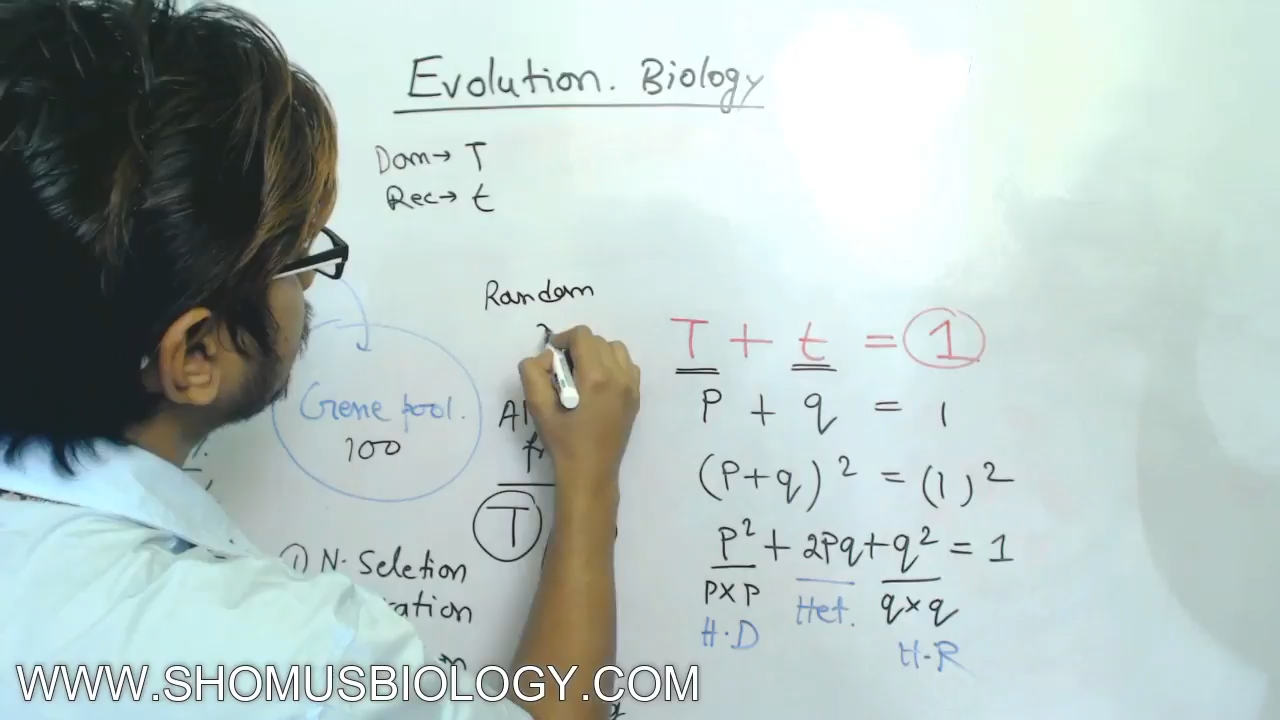 Evolution. Biology
Dom→ T
Rec→ t
Random
T + t = 1
P + q = 1
Gene pool.
100
(P+q)² = (1)²
T
P² + 2Pq + q² = 1
P×P
Het.
q×q
H·D
H-R
① N. Seletion
WWW.SHOMUSBIOLOGY.COM